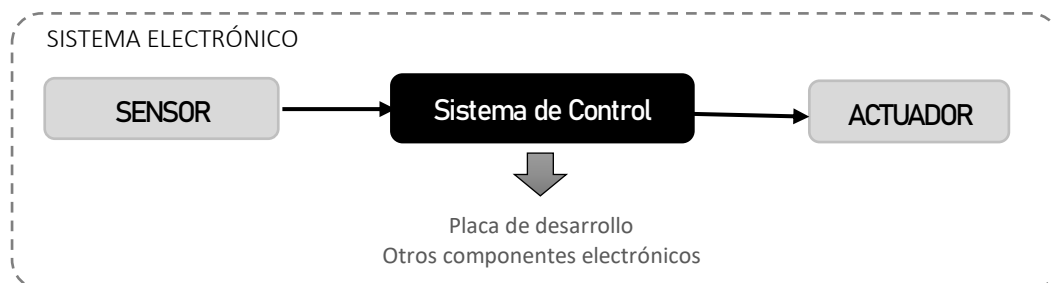 SISTEMA ELECTRÓNICO
SENSOR
Sistema de Control
ACTUADOR
Placa de desarrollo
Otros componentes electrónicos